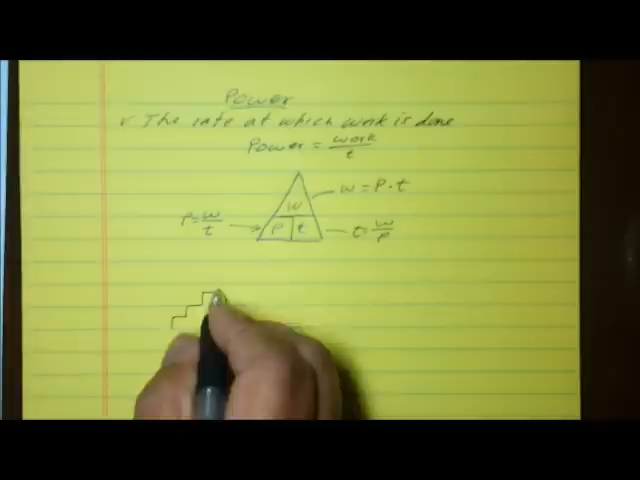 Power
✓ The rate at which work is done
Power = work/t
w = P · t
w
P = w/t
P
t
t = w/P